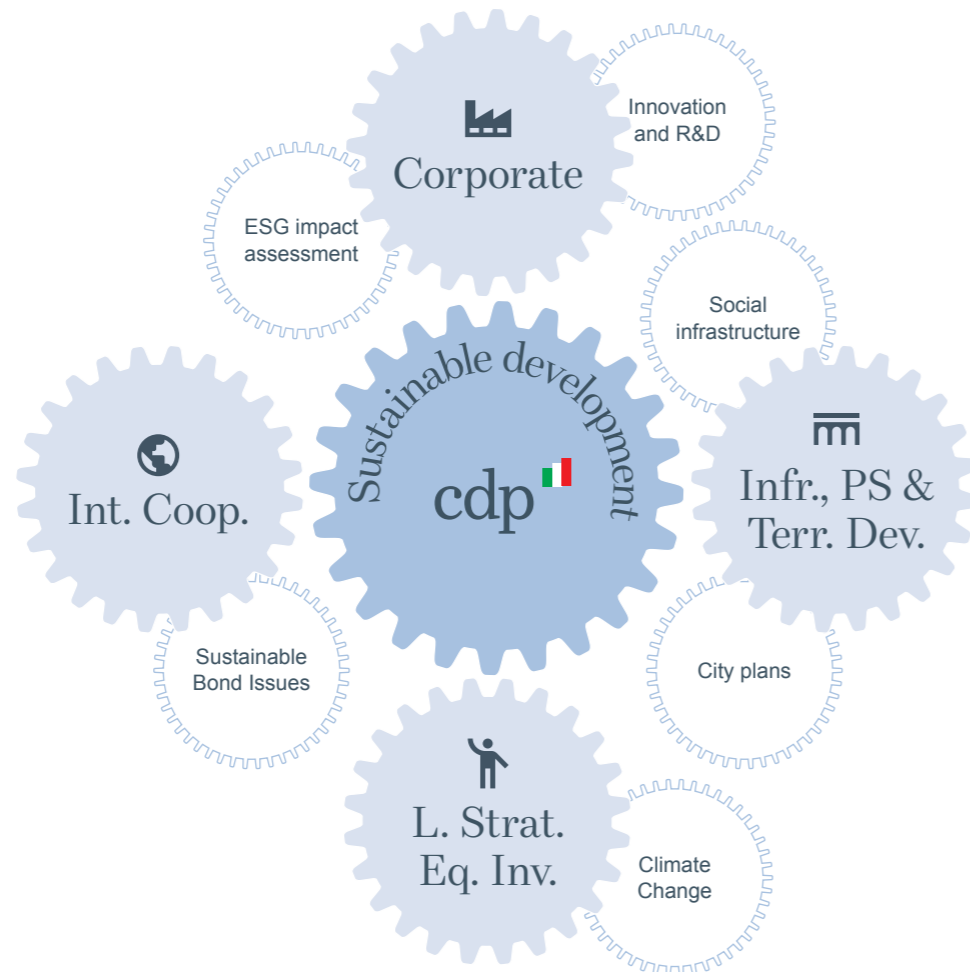 Corporate
Innovation
and R&D
ESG impact
assessment
Social
infrastructure
Sustainable development
cdp
Int. Coop.
Infr., PS &
Terr. Dev.
Sustainable
Bond Issues
City plans
L. Strat.
Eq. Inv.
Climate
Change